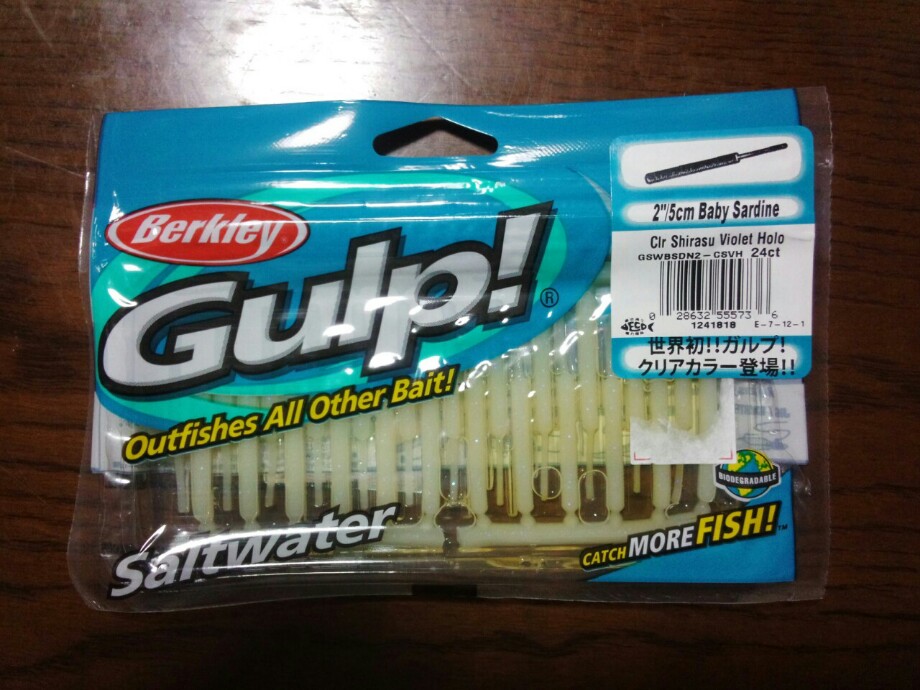 Berkley
Gulp!®
Outfishes All Other Bait!
Saltwater
2"/5cm Baby Sardine
Clr Shirasu Violet Holo
GSWBSDN2-CSVH 24ct
0 28632 55573 6
1241818 E-7-12-1
世界初!!ガルプ!
クリアカラー登場!!
BIODEGRADABLE
CATCH MORE FISH!™